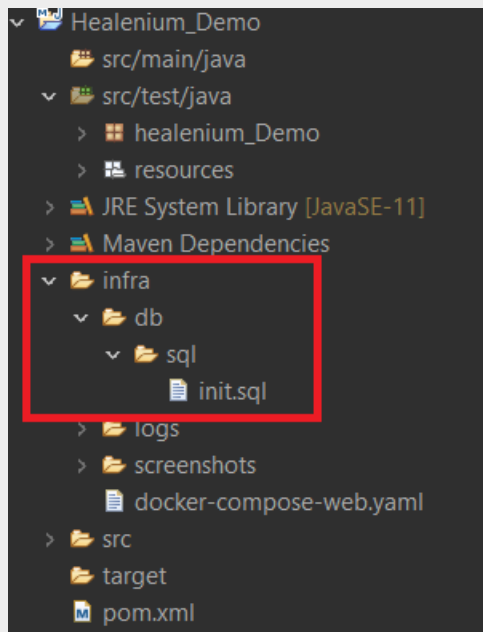 Healenium_Demo
src/main/java
src/test/java
healenium_Demo
resources
JRE System Library [JavaSE-11]
Maven Dependencies
infra
db
sql
init.sql
logs
screenshots
docker-compose-web.yaml
src
target
pom.xml